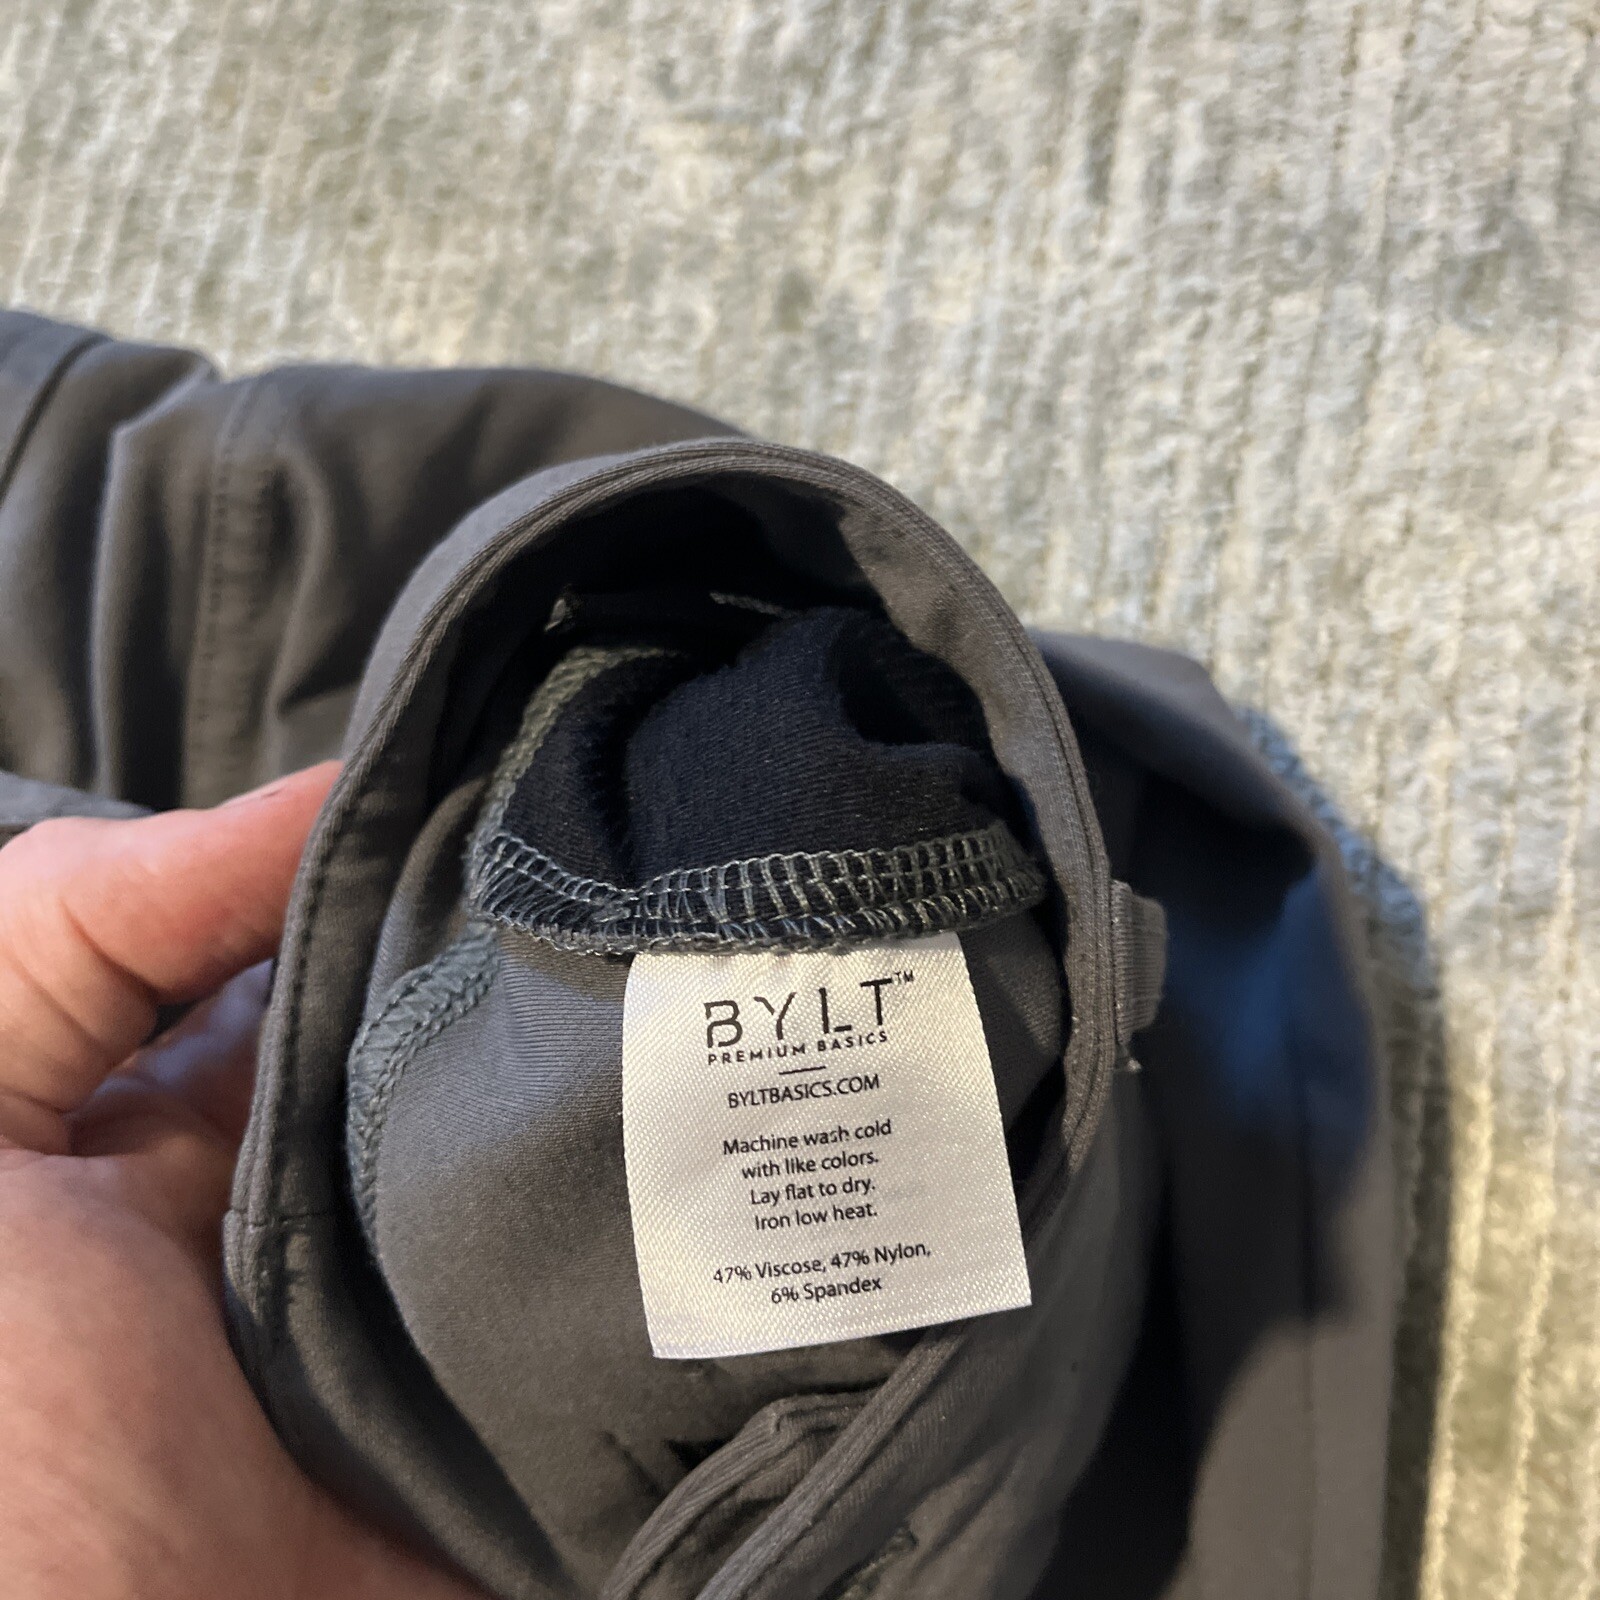 BYLT™
PREMIUM BASICS
BYLTBASICS.COM
Machine wash cold
with like colors.
Lay flat to dry.
Iron low heat.
47% Viscose, 47% Nylon,
6% Spandex